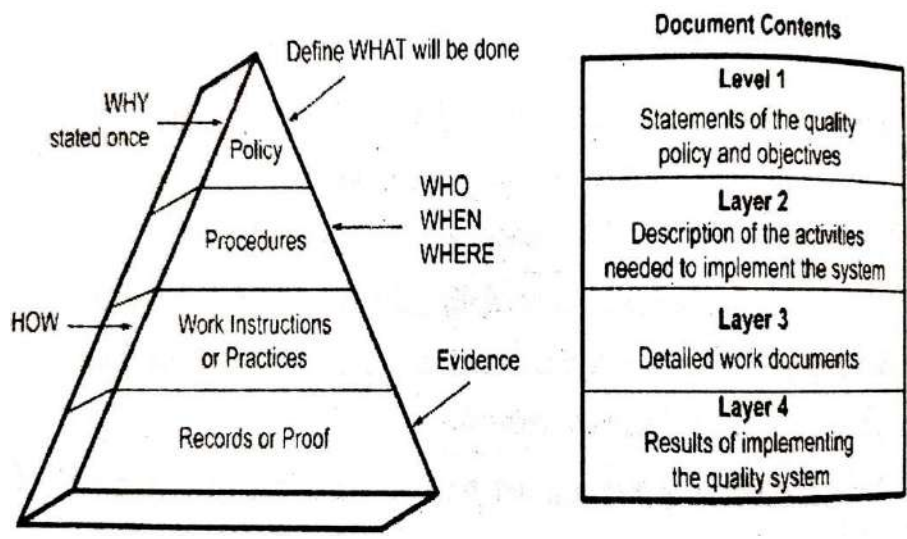 Define WHAT will be done
WHY
stated once
Policy
WHO
WHEN
WHERE
Procedures
HOW
Work Instructions
or Practices
Evidence
Records or Proof
Document Contents
Level 1
Statements of the quality
policy and objectives
Layer 2
Description of the activities
needed to implement the system
Layer 3
Detailed work documents
Layer 4
Results of implementing
the quality system